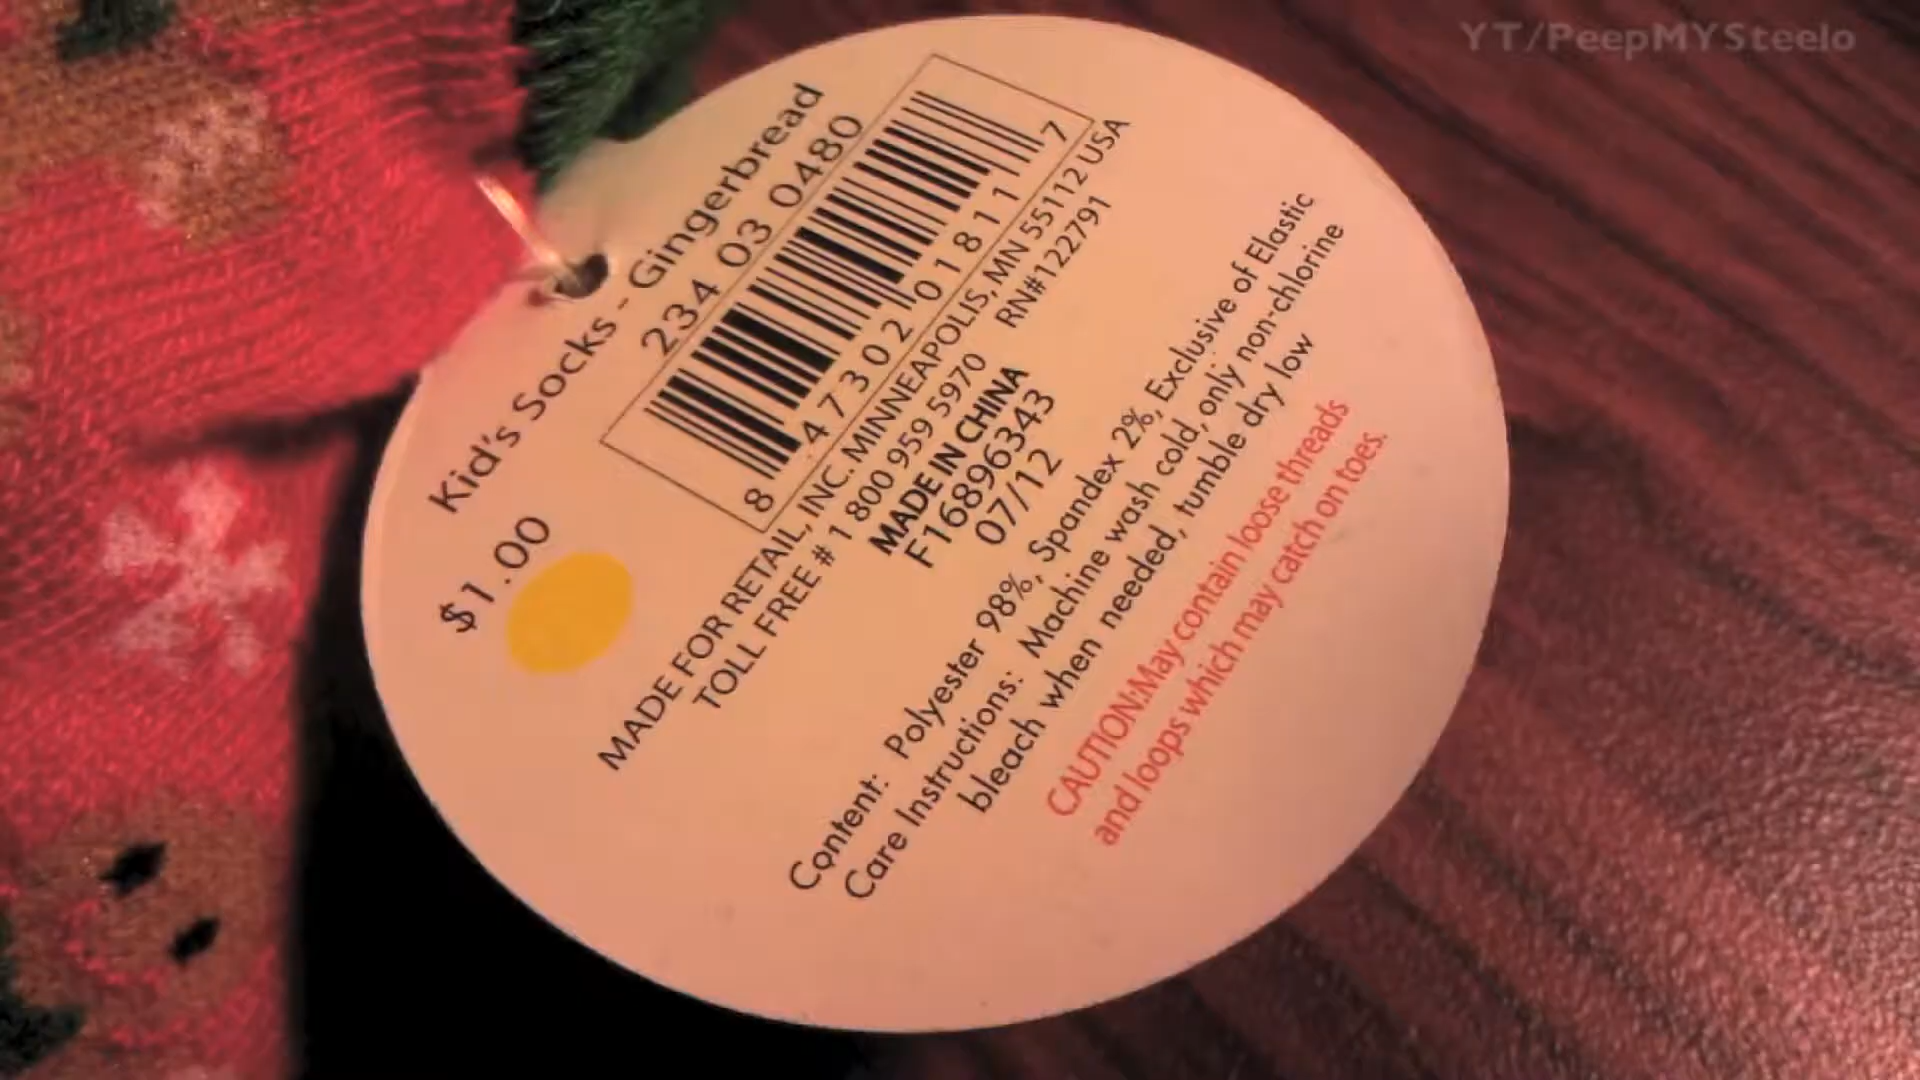 YT/PeepMYSteelo
Kid's Socks - Gingerbread
234 03 0480
$1.00
8 47302 01811 7
MADE FOR RETAIL, INC. MINNEAPOLIS, MN 55112 USA
TOLL FREE # 1 800 959 5970 RN#122791
MADE IN CHINA
F16896343
07/12
Content: Polyester 98%, Spandex 2%, Exclusive of Elastic
Care Instructions: Machine wash cold, only non-chlorine
bleach when needed, tumble dry low
CAUTION:May contain loose threads
and loops which may catch on toes.